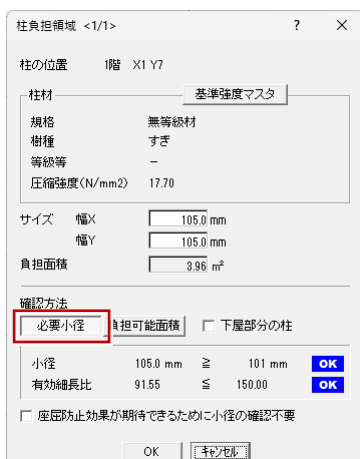 柱負担領域 <1/1> ? ×
柱の位置 1階 X1 Y7
柱材 基準強度マスタ
規格 無等級材
樹種 すぎ
等級等 −
圧縮強度(N/mm2) 17.70
サイズ 幅X 105.0 mm
幅Y 105.0 mm
負担面積 3.96 m²
確認方法
必要小径 負担可能面積 下屋部分の柱
小径 105.0 mm ≧ 101 mm OK
有効細長比 91.55 ≦ 150.00 OK
座屈防止効果が期待できるために小径の確認不要
OK キャンセル